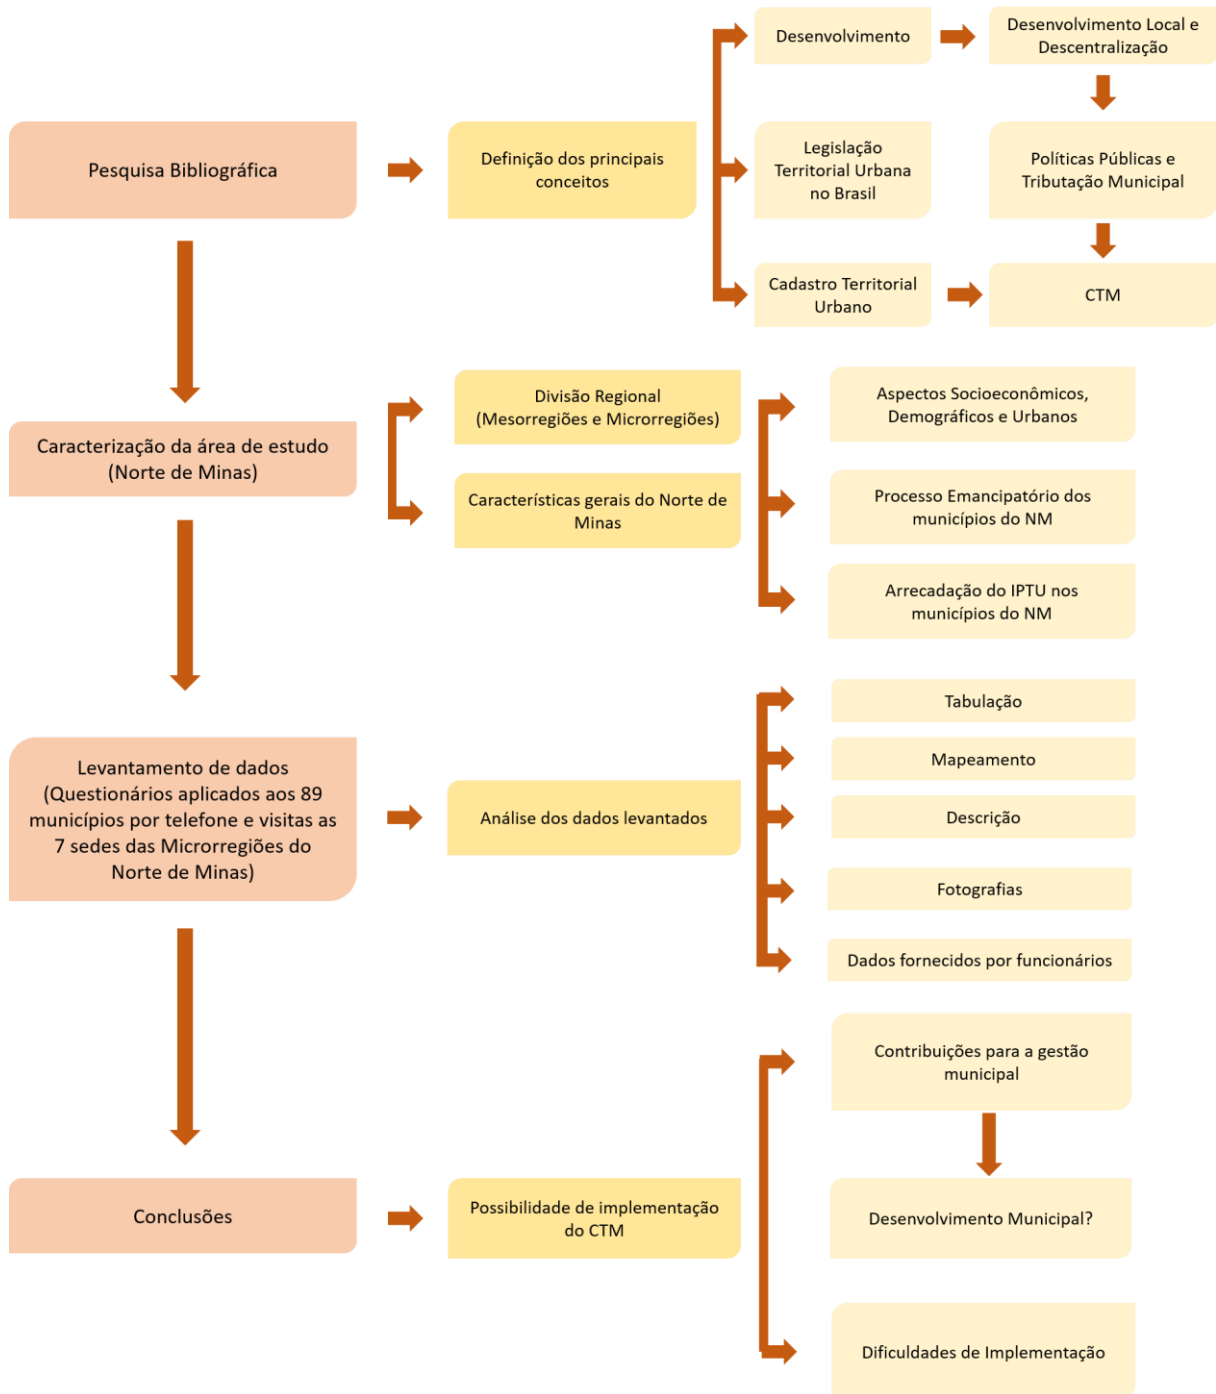 Desenvolvimento
Desenvolvimento Local e
Descentralização
Pesquisa Bibliográfica
Definição dos principais
conceitos
Legislação
Territorial Urbana
no Brasil
Políticas Públicas e
Tributação Municipal
Cadastro Territorial
Urbano
CTM
Caracterização da área de estudo
(Norte de Minas)
Divisão Regional
(Mesorregiões e Microrregiões)
Características gerais do Norte de
Minas
Aspectos Socioeconômicos,
Demográficos e Urbanos
Processo Emancipatório dos
municípios do NM
Arrecadação do IPTU nos
municípios do NM
Levantamento de dados
(Questionários aplicados aos 89
municípios por telefone e visitas as
7 sedes das Microrregiões do
Norte de Minas)
Análise dos dados levantados
Tabulação
Mapeamento
Descrição
Fotografias
Dados fornecidos por funcionários
Conclusões
Possibilidade de implementação
do CTM
Contribuições para a gestão
municipal
Desenvolvimento Municipal?
Dificuldades de Implementação